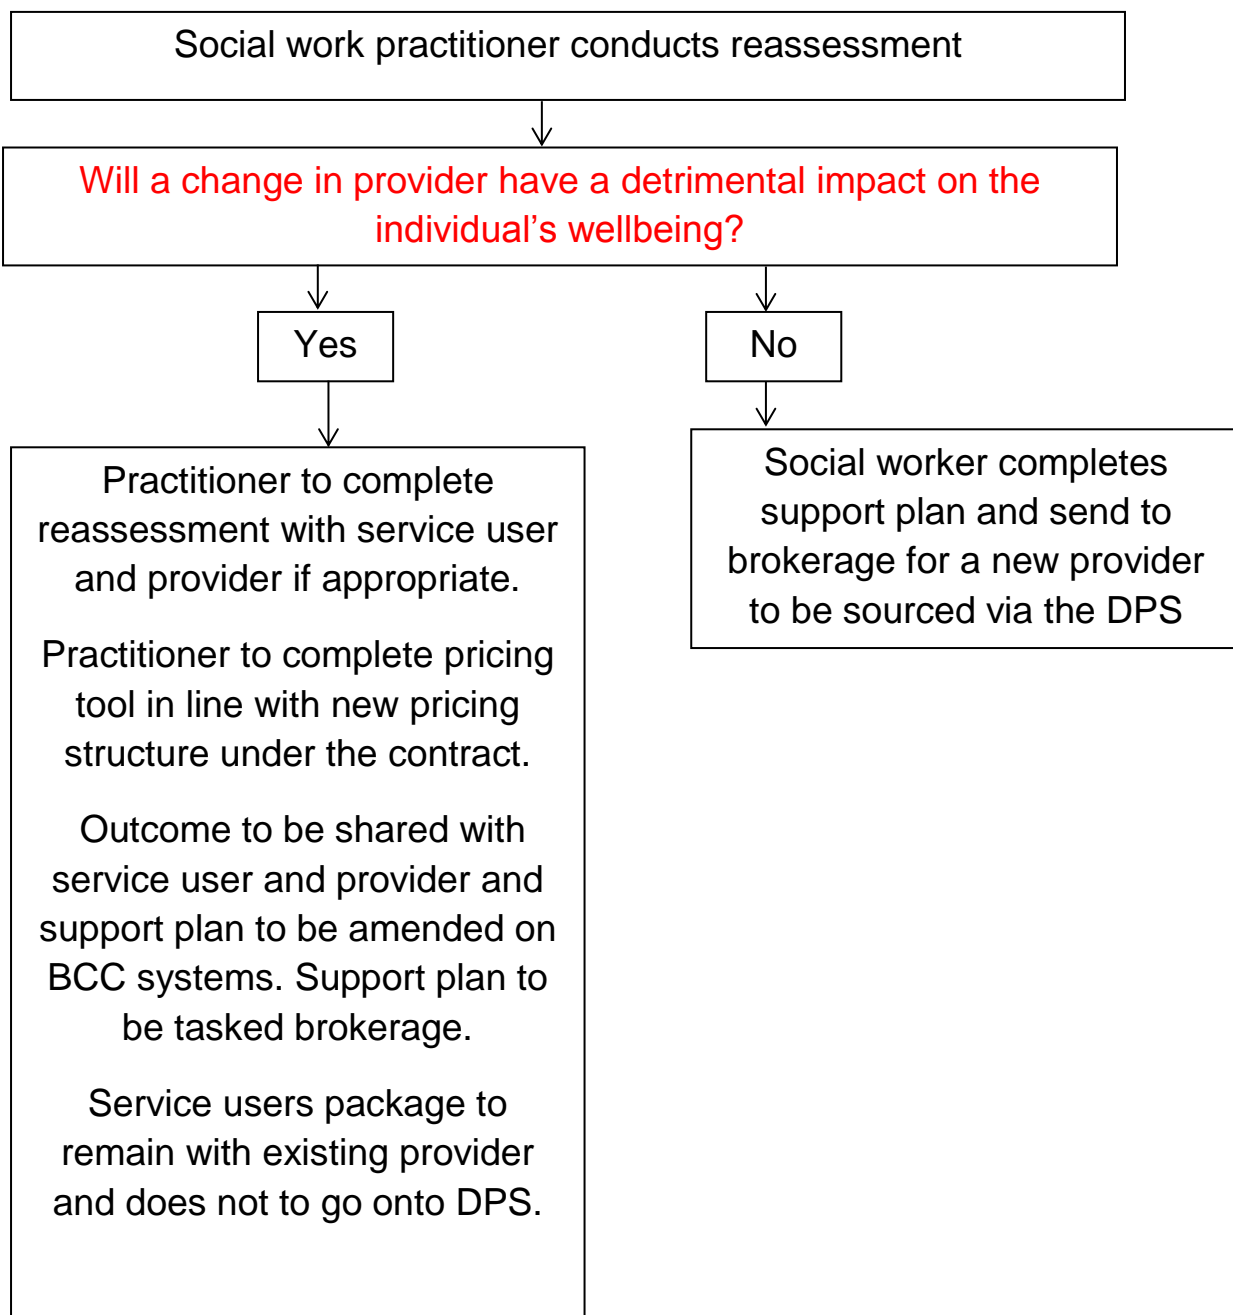 Social work practitioner conducts reassessment
Will a change in provider have a detrimental impact on the
individual’s wellbeing?
Yes
No
Practitioner to complete
reassessment with service user
and provider if appropriate.
Practitioner to complete pricing
tool in line with new pricing
structure under the contract.
Outcome to be shared with
service user and provider and
support plan to be amended on
BCC systems. Support plan to
be tasked brokerage.
Service users package to
remain with existing provider
and does not to go onto DPS.
Social worker completes
support plan and send to
brokerage for a new provider
to be sourced via the DPS